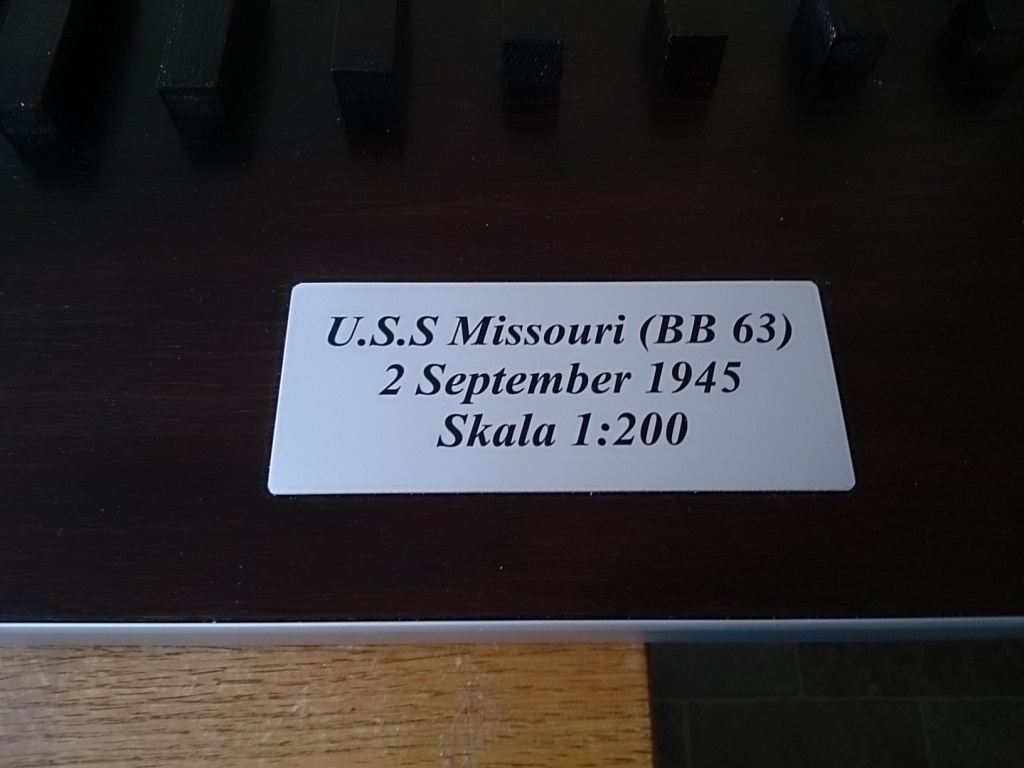 U.S.S Missouri (BB 63)
2 September 1945
Skala 1:200